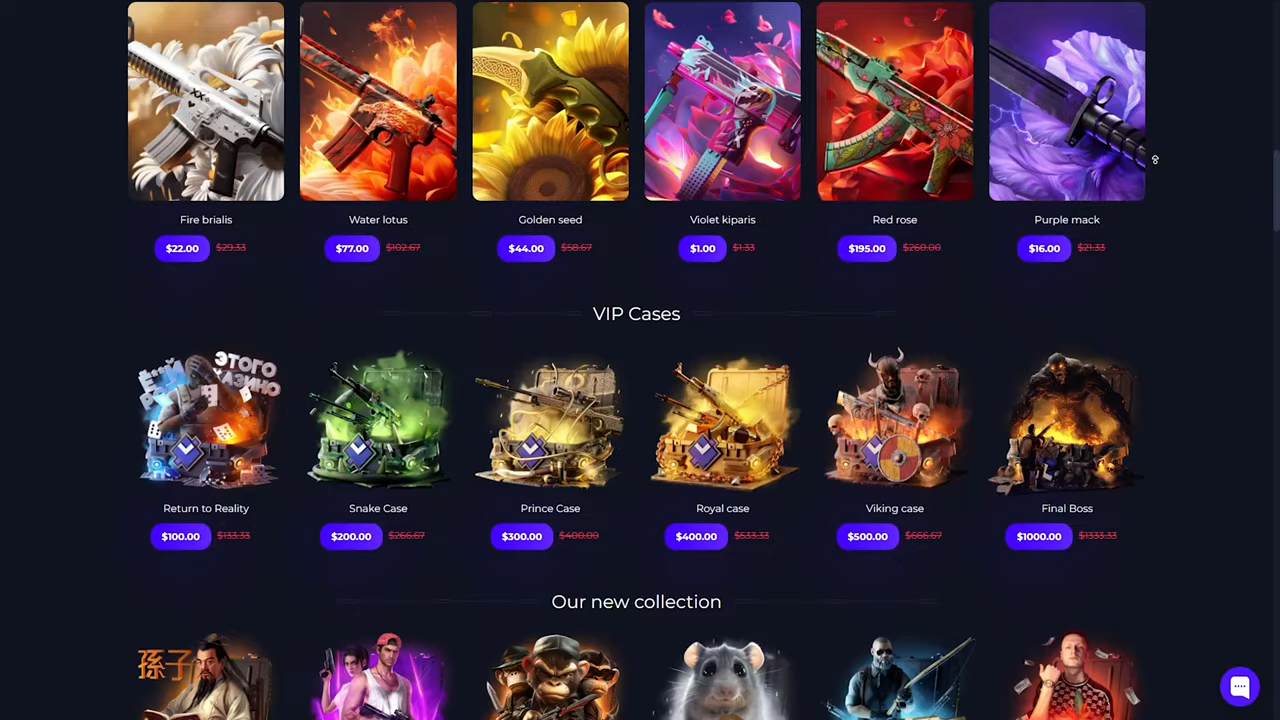 Fire brialis
Water lotus
Golden seed
Violet kiparis
Red rose
Purple mack
$22.00 $29.33
$77.00 $102.67
$44.00 $58.67
$1.00 $1.33
$195.00 $260.00
$16.00 $21.33
VIP Cases
ЭТОГО
КАЗИНО
Return to Reality
Snake Case
Prince Case
Royal case
Viking case
Final Boss
$100.00 $133.33
$200.00 $266.67
$300.00 $400.00
$400.00 $533.33
$500.00 $666.67
$1000.00 $1333.33
Our new collection
孫子